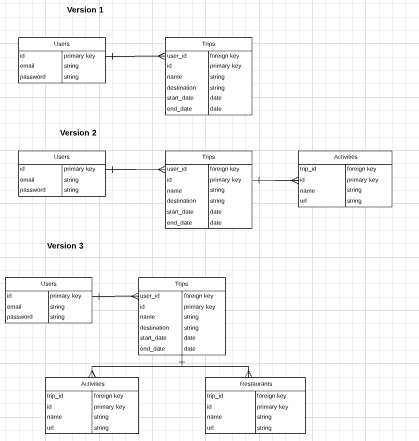 Version 1
Users
id primary key
email string
password string
Trips
user_id foreign key
id primary key
name string
destination string
start_date date
end_date date
Version 2
Users
id primary key
email string
password string
Trips
user_id foreign key
id primary key
name string
destination string
start_date date
end_date date
Activities
trip_id foreign key
id primary key
name string
url string
Version 3
Users
id primary key
email string
password string
Trips
user_id foreign key
id primary key
name string
destination string
start_date date
end_date date
Activities
trip_id foreign key
id primary key
name string
url string
Restaurants
trip_id foreign key
id primary key
name string
url string